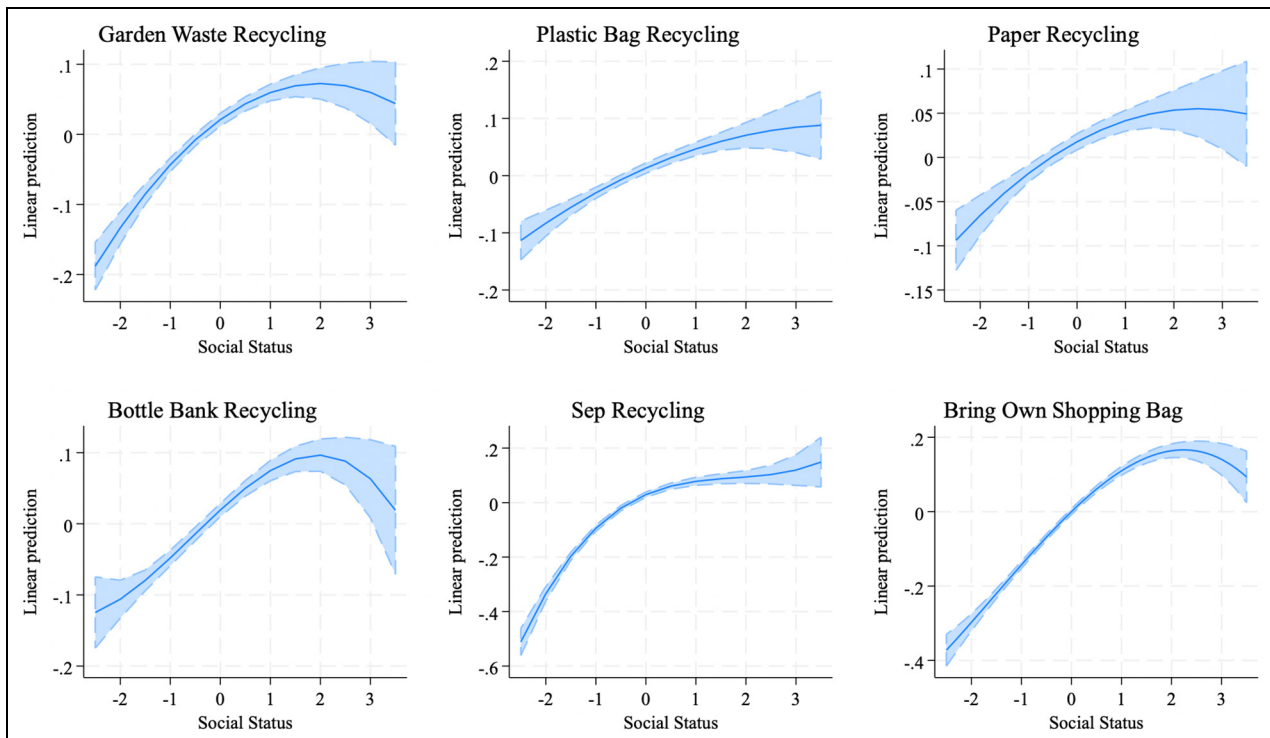 Garden Waste Recycling
.1
0
-.1
-.2
Linear prediction
-2 -1 0 1 2 3
Social Status
Plastic Bag Recycling
.2
.1
0
-.1
-.2
Linear prediction
-2 -1 0 1 2 3
Social Status
Paper Recycling
.1
.05
0
-.05
-.1
-.15
Linear prediction
-2 -1 0 1 2 3
Social Status
Bottle Bank Recycling
.1
0
-.1
-.2
Linear prediction
-2 -1 0 1 2 3
Social Status
Sep Recycling
.2
0
-.2
-.4
-.6
Linear prediction
-2 -1 0 1 2 3
Social Status
Bring Own Shopping Bag
.2
0
-.2
-.4
Linear prediction
-2 -1 0 1 2 3
Social Status